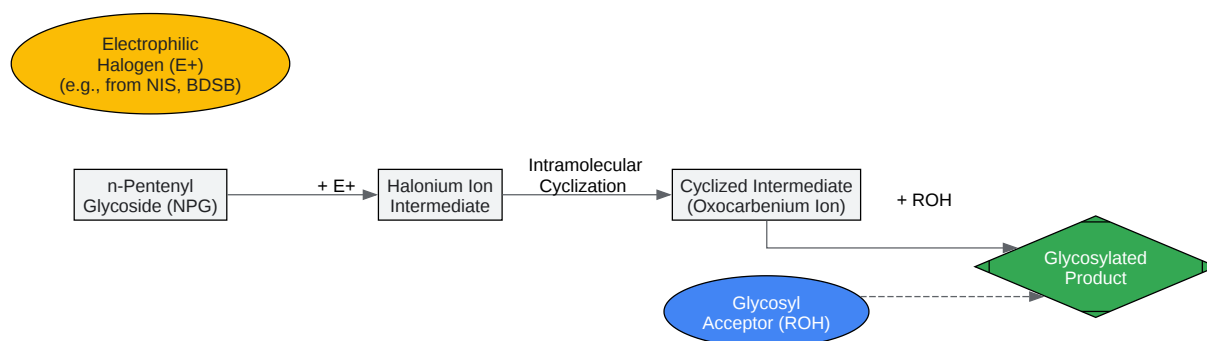 Electrophilic
Halogen (E+)
(e.g., from NIS, BDSB)
n-Pentenyl
Glycoside (NPG)
+ E+
Halonium Ion
Intermediate
Intramolecular
Cyclization
Cyclized Intermediate
(Oxocarbenium Ion)
+ ROH
Glycosylated
Product
Glycosyl
Acceptor (ROH)